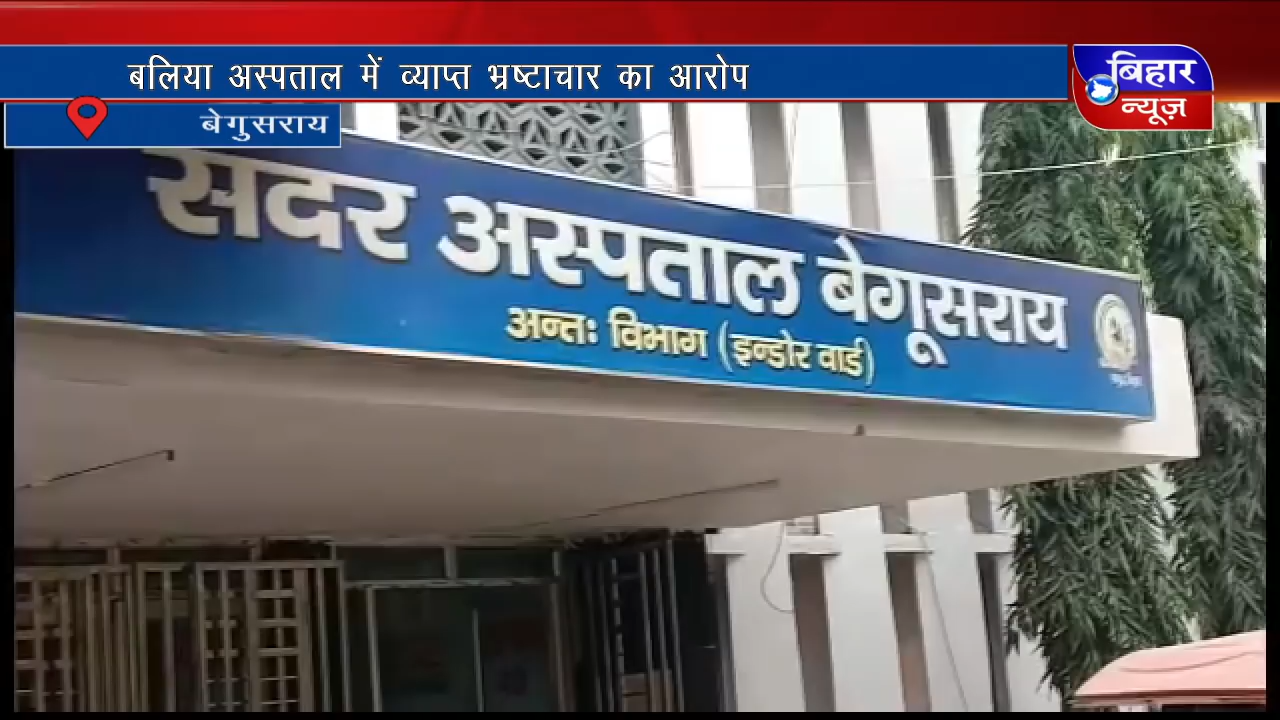 बलिया अस्पताल में व्याप्त भ्रष्टाचार का आरोप
बिहार
न्यूज़
बेगुसराय
सदर अस्पताल बेगूसराय
अन्तः विभाग (इन्डोर वार्ड)